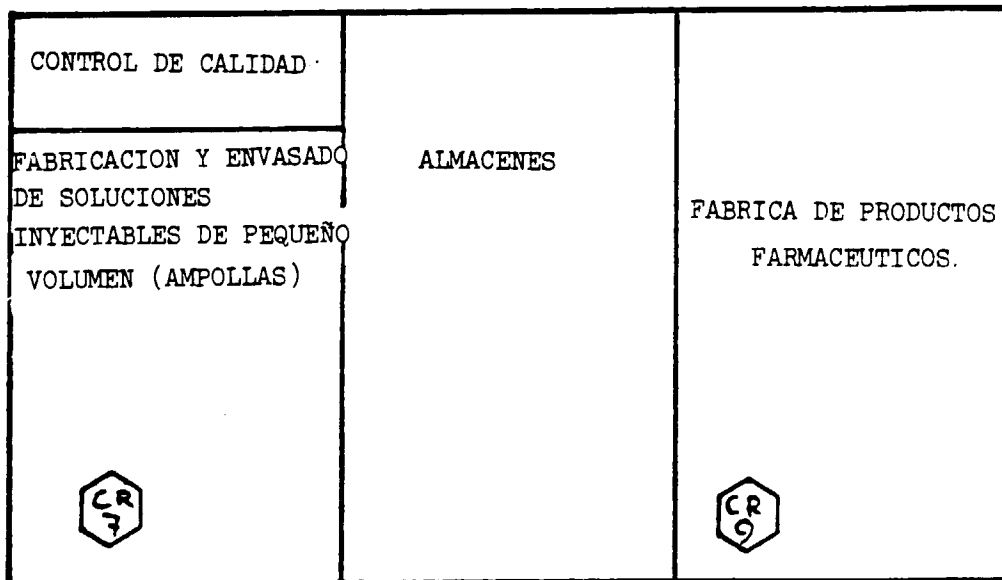 CONTROL DE CALIDAD
FABRICACION Y ENVASADO
DE SOLUCIONES
INYECTABLES DE PEQUEÑO
VOLUMEN (AMPOLLAS)
CR
7
ALMACENES
FABRICA DE PRODUCTOS
FARMACEUTICOS.
CR
9